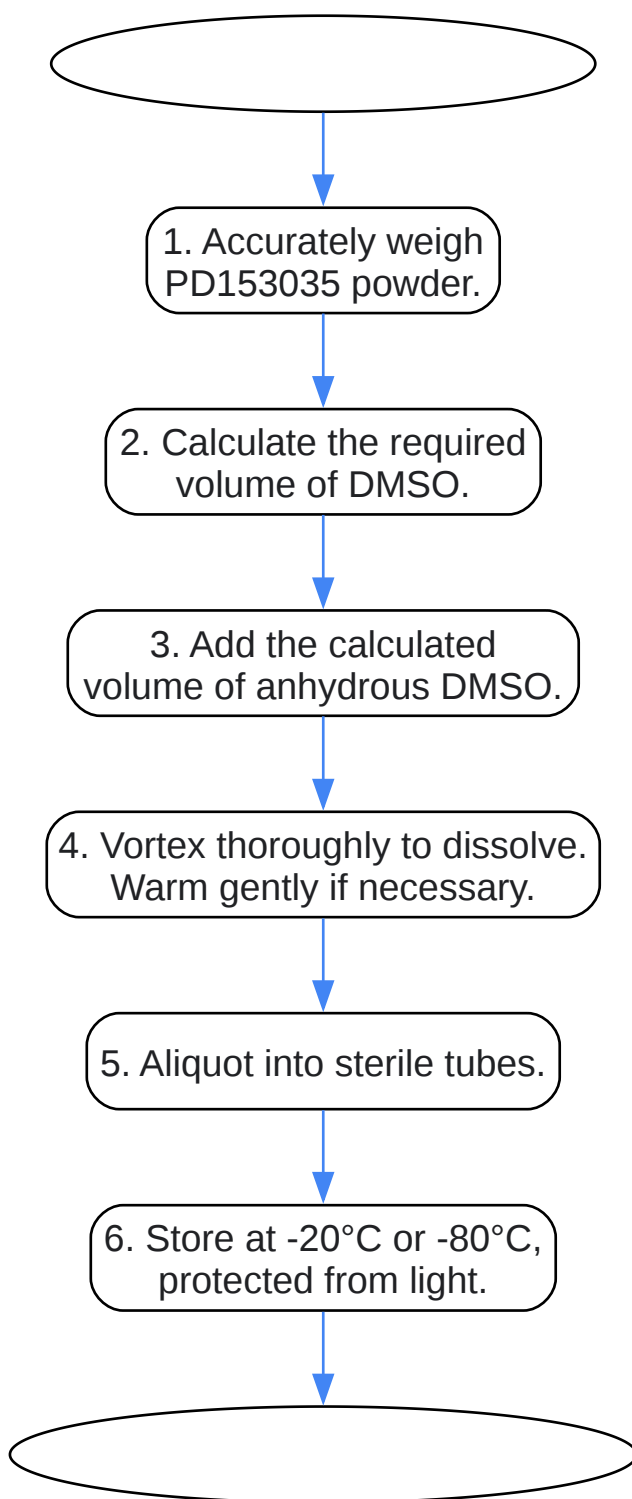 1. Accurately weigh
PD153035 powder.
2. Calculate the required
volume of DMSO.
3. Add the calculated
volume of anhydrous DMSO.
4. Vortex thoroughly to dissolve.
Warm gently if necessary.
5. Aliquot into sterile tubes.
6. Store at -20°C or -80°C,
protected from light.